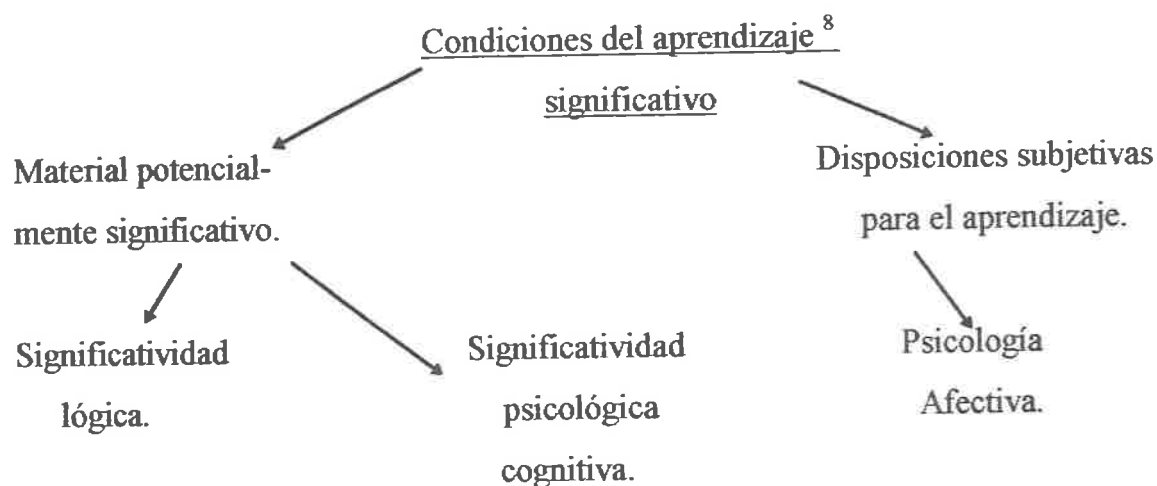 Condiciones del aprendizaje 8
significativo
Material potencial-
mente significativo.
Disposiciones subjetivas
para el aprendizaje.
Significatividad
lógica.
Significatividad
psicológica
cognitiva.
Psicología
Afectiva.